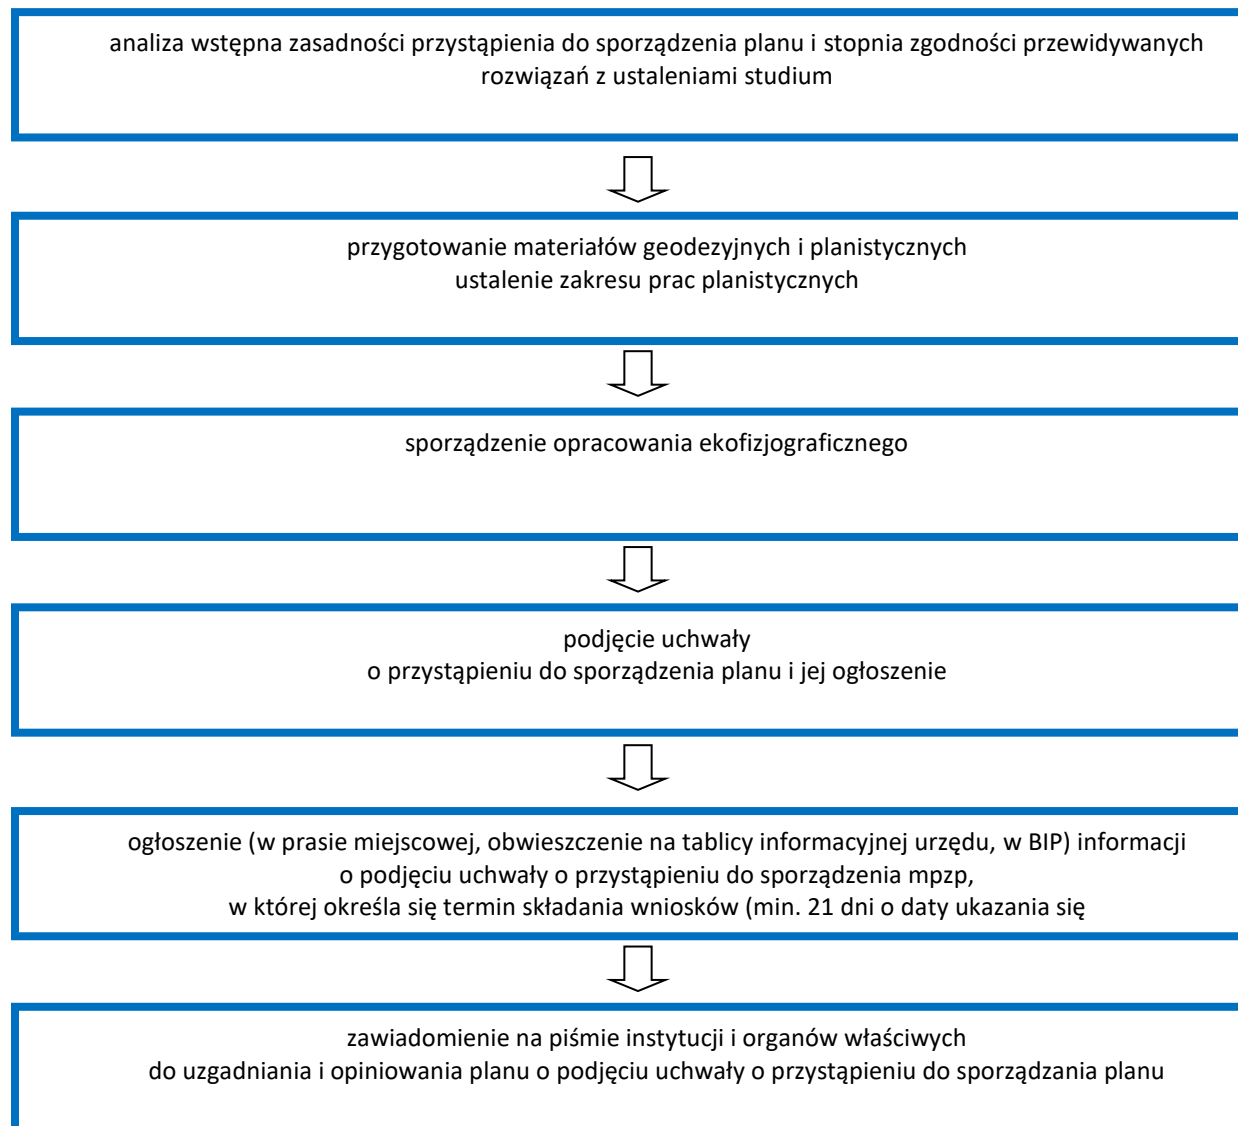 analiza wstępna zasadności przystąpienia do sporządzenia planu i stopnia zgodności przewidywanych
rozwiązań z ustaleniami studium
przygotowanie materiałów geodezyjnych i planistycznych
ustalenie zakresu prac planistycznych
sporządzenie opracowania ekofizjograficznego
podjęcie uchwały
o przystąpieniu do sporządzenia planu i jej ogłoszenie
ogłoszenie (w prasie miejscowej, obwieszczenie na tablicy informacyjnej urzędu, w BIP) informacji
o podjęciu uchwały o przystąpieniu do sporządzenia mpzp,
w której określa się termin składania wniosków (min. 21 dni o daty ukazania się
zawiadomienie na piśmie instytucji i organów właściwych
do uzgadniania i opiniowania planu o podjęciu uchwały o przystąpieniu do sporządzania planu